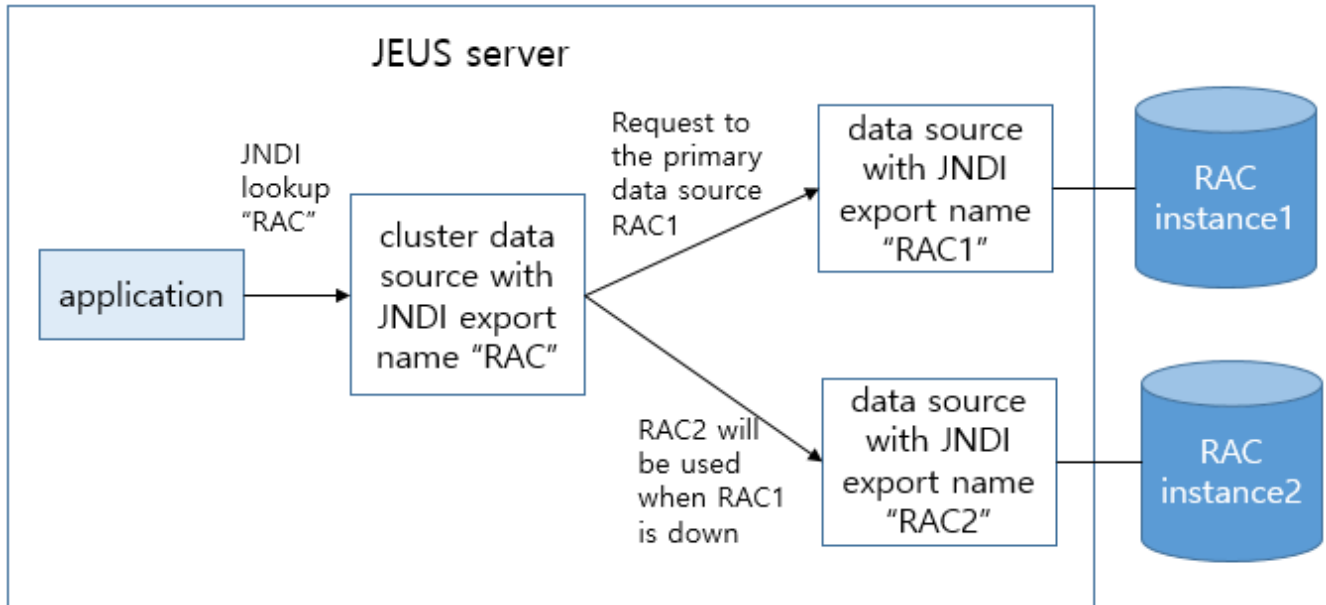 JEUS server
JNDI
lookup
“RAC”
application
cluster data
source with
JNDI export
name “RAC”
Request to
the primary
data source
RAC1
data source
with JNDI
export name
“RAC1”
RAC
instance1
RAC2 will
be used
when RAC1
is down
data source
with JNDI
export name
“RAC2”
RAC
instance2